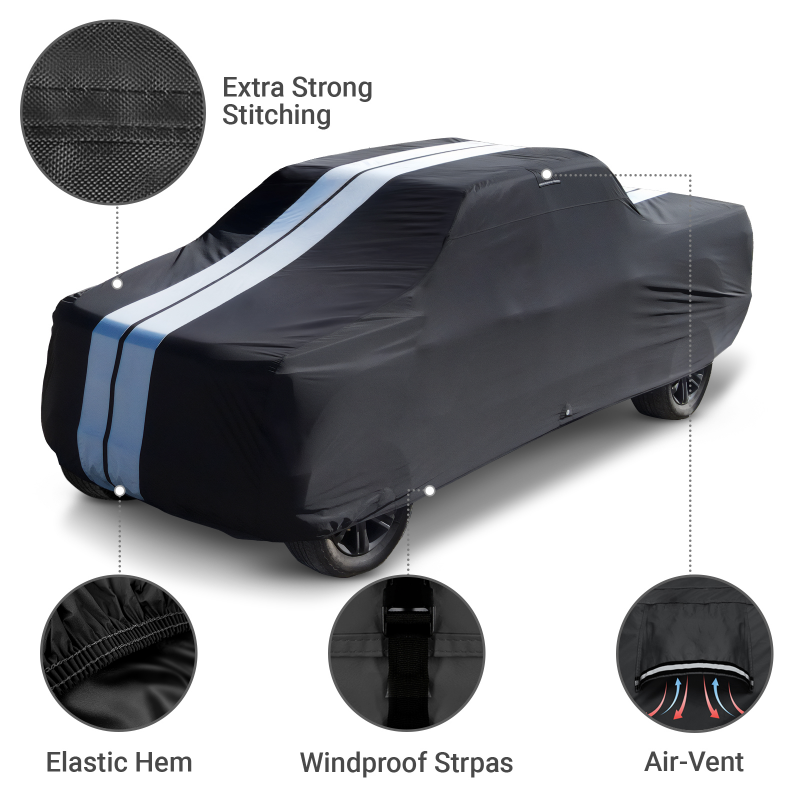 Extra Strong
Stitching
Elastic Hem
Windproof Strpas
Air-Vent